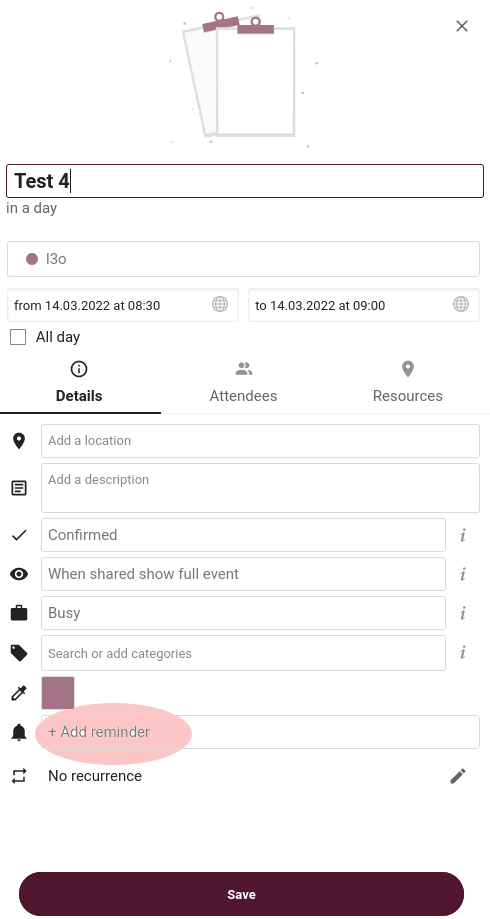 Test 4
in a day
l3o
from 14.03.2022 at 08:30
to 14.03.2022 at 09:00
All day
Details
Attendees
Resources
Add a location
Add a description
Confirmed
When shared show full event
Busy
Search or add categories
+ Add reminder
No recurrence
Save